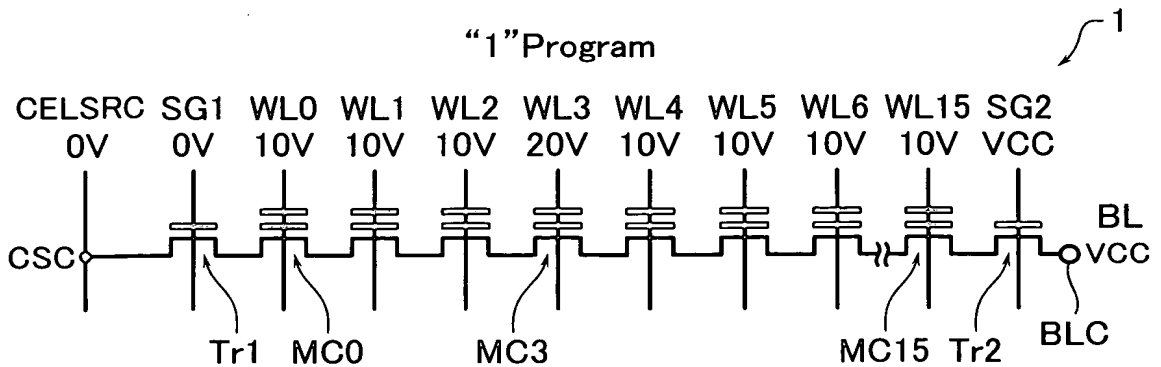 1
“1”Program
CELSRC SG1 WL0 WL1 WL2 WL3 WL4 WL5 WL6 WL15 SG2
0V 0V 10V 10V 10V 20V 10V 10V 10V 10V VCC
BL
CSC VCC
Tr1 MC0 MC3 MC15 Tr2 BLC